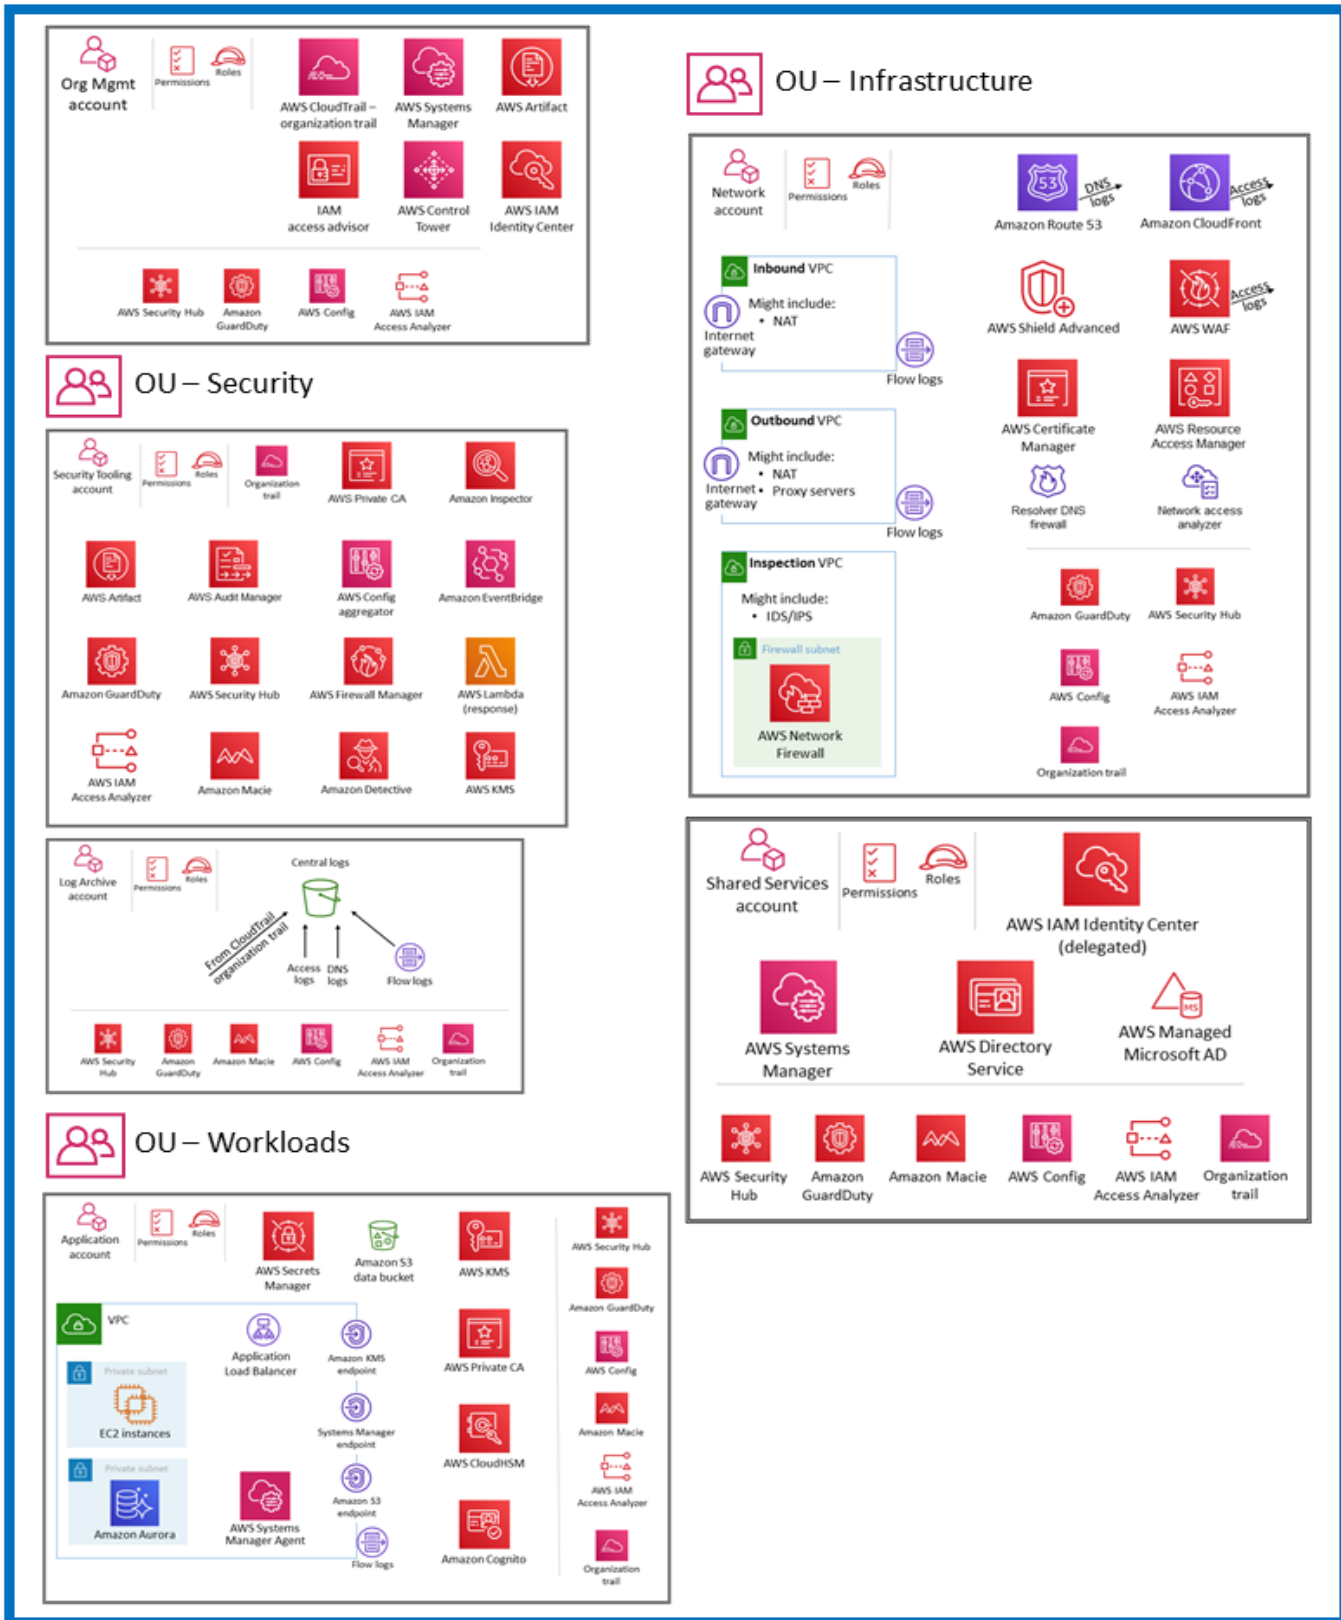 Org Mgmt
account
Permissions
Roles
AWS CloudTrail –
organization trail
AWS Systems
Manager
AWS Artifact
IAM
access advisor
AWS Control
Tower
AWS IAM
Identity Center
AWS Security Hub
Amazon
GuardDuty
AWS Config
AWS IAM
Access Analyzer
OU – Security
Security Tooling
account
Permissions
Roles
Organization
trail
AWS Private CA
Amazon Inspector
AWS Artifact
AWS Audit Manager
AWS Config
aggregator
Amazon EventBridge
Amazon GuardDuty
AWS Security Hub
AWS Firewall Manager
AWS Lambda
(response)
AWS IAM
Access Analyzer
Amazon Macie
Amazon Detective
AWS KMS
Log Archive
account
Permissions
Roles
Central logs
From CloudTrail
organization trail
Access
logs
DNS
logs
Flow logs
AWS Security
Hub
Amazon
GuardDuty
Amazon Macie
AWS Config
AWS IAM
Access Analyzer
Organization
trail
OU – Workloads
Application
account
Permissions
Roles
AWS Secrets
Manager
Amazon S3
data bucket
AWS KMS
VPC
Application
Load Balancer
Amazon KMS
endpoint
AWS Private CA
Private subnet
EC2 instances
Systems Manager
endpoint
AWS CloudHSM
Private subnet
Amazon Aurora
AWS Systems
Manager Agent
Amazon S3
endpoint
Flow logs
Amazon Cognito
AWS Security Hub
Amazon GuardDuty
AWS Config
Amazon Macie
AWS IAM
Access Analyzer
Organization
trail
OU – Infrastructure
Network
account
Permissions
Roles
53
DNS
logs
Amazon Route 53
Access
logs
Amazon CloudFront
Inbound VPC
Might include:
• NAT
Internet
gateway
Flow logs
AWS Shield Advanced
Access
logs
AWS WAF
AWS Certificate
Manager
AWS Resource
Access Manager
Outbound VPC
Might include:
• NAT
• Proxy servers
Internet
gateway
Flow logs
Resolver DNS
firewall
Network access
analyzer
Inspection VPC
Might include:
• IDS/IPS
Firewall subnet
AWS Network
Firewall
Amazon GuardDuty
AWS Security Hub
AWS Config
AWS IAM
Access Analyzer
Organization trail
Shared Services
account
Permissions
Roles
AWS IAM Identity Center
(delegated)
AWS Systems
Manager
AWS Directory
Service
MS
AWS Managed
Microsoft AD
AWS Security
Hub
Amazon
GuardDuty
Amazon Macie
AWS Config
AWS IAM
Access Analyzer
Organization
trail